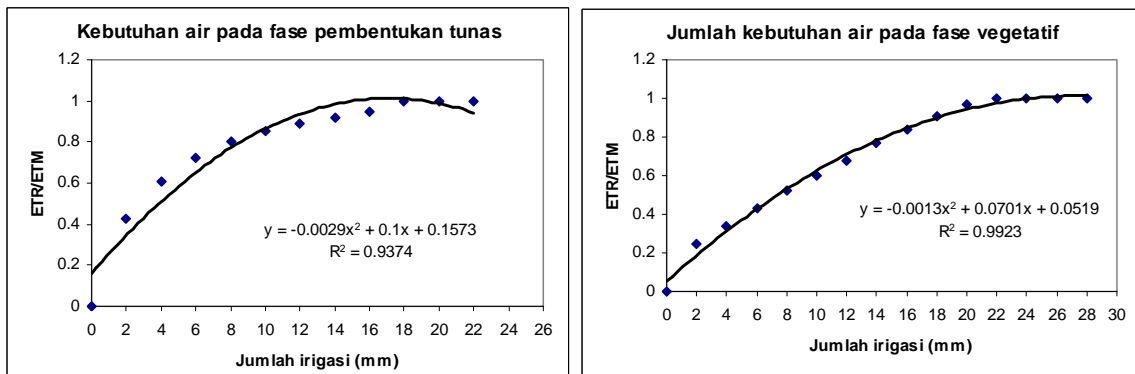 Kebutuhan air pada fase pembentukan tunas
1.2
1
0.8
0.6
0.4
0.2
0
ETR/ETM
y = -0.0029x² + 0.1x + 0.1573
R² = 0.9374
0 2 4 6 8 10 12 14 16 18 20 22 24 26
Jumlah irigasi (mm)
Jumlah kebutuhan air pada fase vegetatif
1.2
1
0.8
0.6
0.4
0.2
0
ETR/ETM
y = -0.0013x² + 0.0701x + 0.0519
R² = 0.9923
0 2 4 6 8 10 12 14 16 18 20 22 24 26 28 30
Jumlah irigasi (mm)